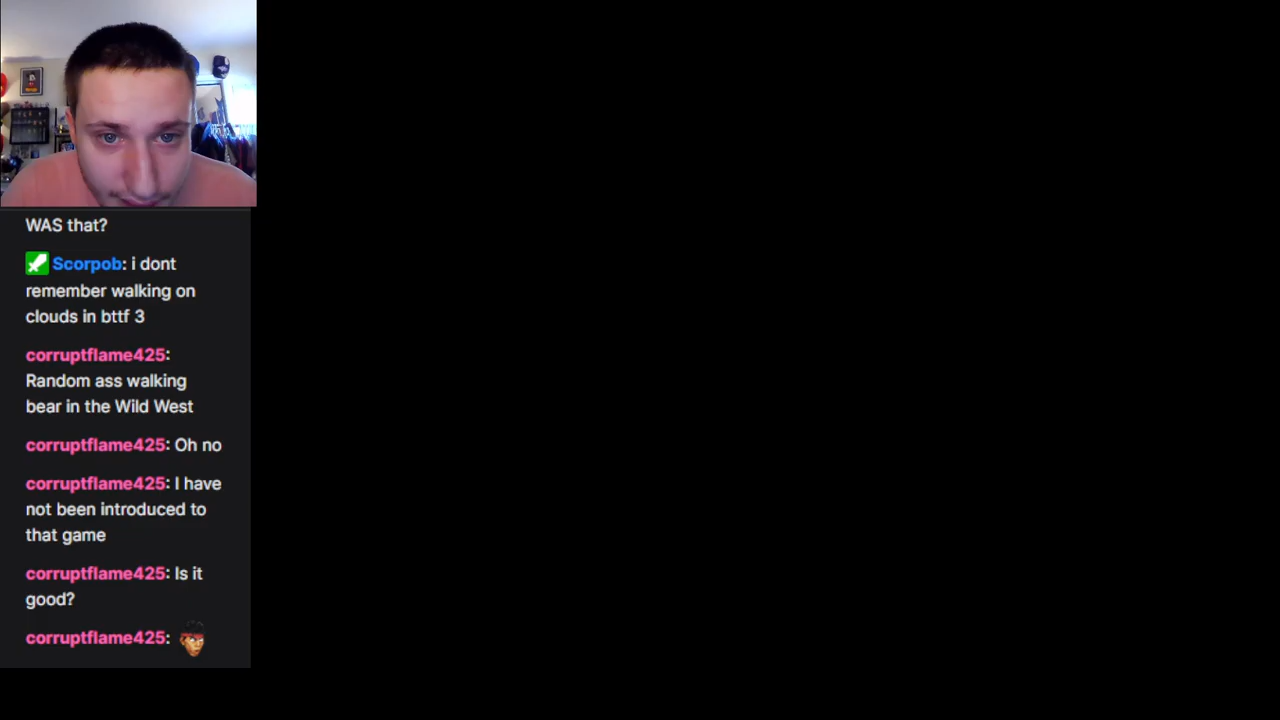 WAS that?
Scorpob: i dont
remember walking on
clouds in bttf 3
corruptflame425:
Random ass walking
bear in the Wild West
corruptflame425: Oh no
corruptflame425: I have
not been introduced to
that game
corruptflame425: Is it
good?
corruptflame425: